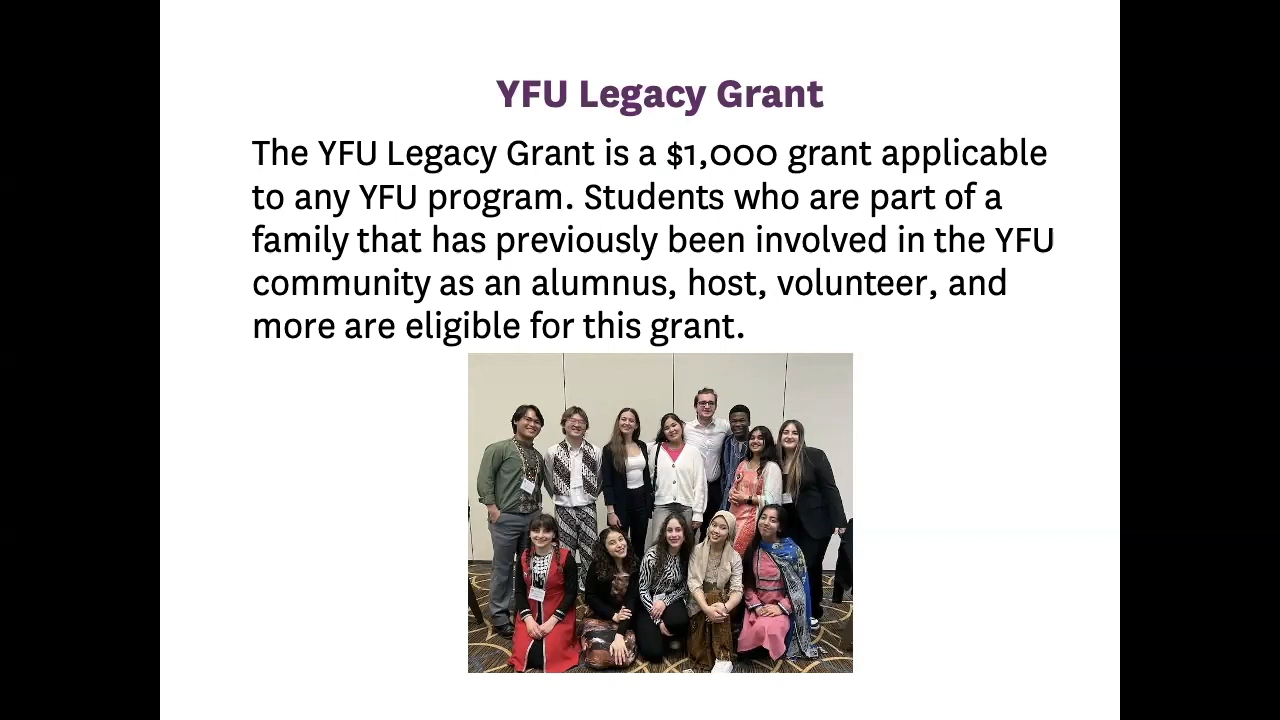 YFU Legacy Grant
The YFU Legacy Grant is a $1,000 grant applicable
to any YFU program. Students who are part of a
family that has previously been involved in the YFU
community as an alumnus, host, volunteer, and
more are eligible for this grant.